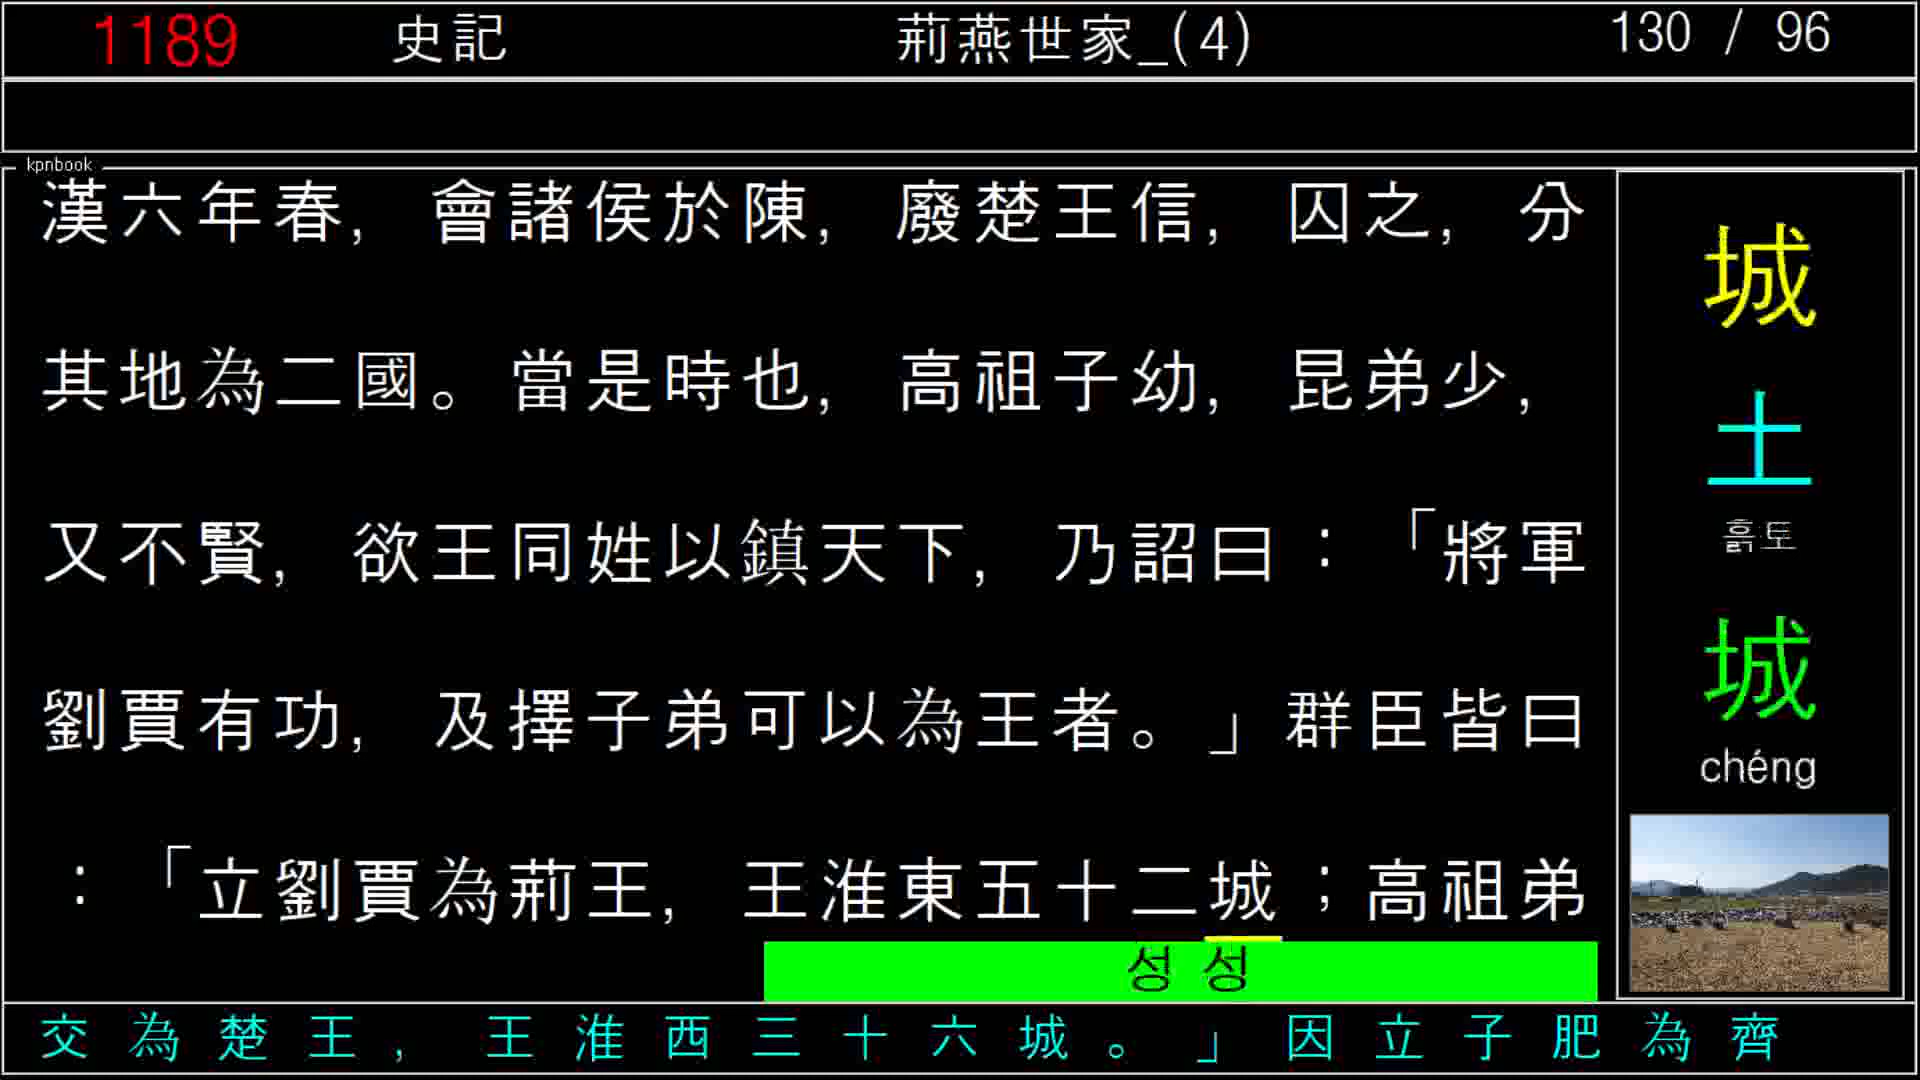 1189 史記 荊燕世家_(4) 130 / 96
kpnbook
漢六年春, 會諸侯於陳, 廢楚王信, 囚之, 分
其地為二國。當是時也, 高祖子幼, 昆弟少,
又不賢, 欲王同姓以鎮天下, 乃詔曰：「將軍
劉賈有功, 及擇子弟可以為王者。」群臣皆曰
：「立劉賈為荊王, 王淮東五十二城；高祖弟
성 성
交為楚王, 王淮西三十六城。」因立子肥為齊
城
土
흙토
城
chéng